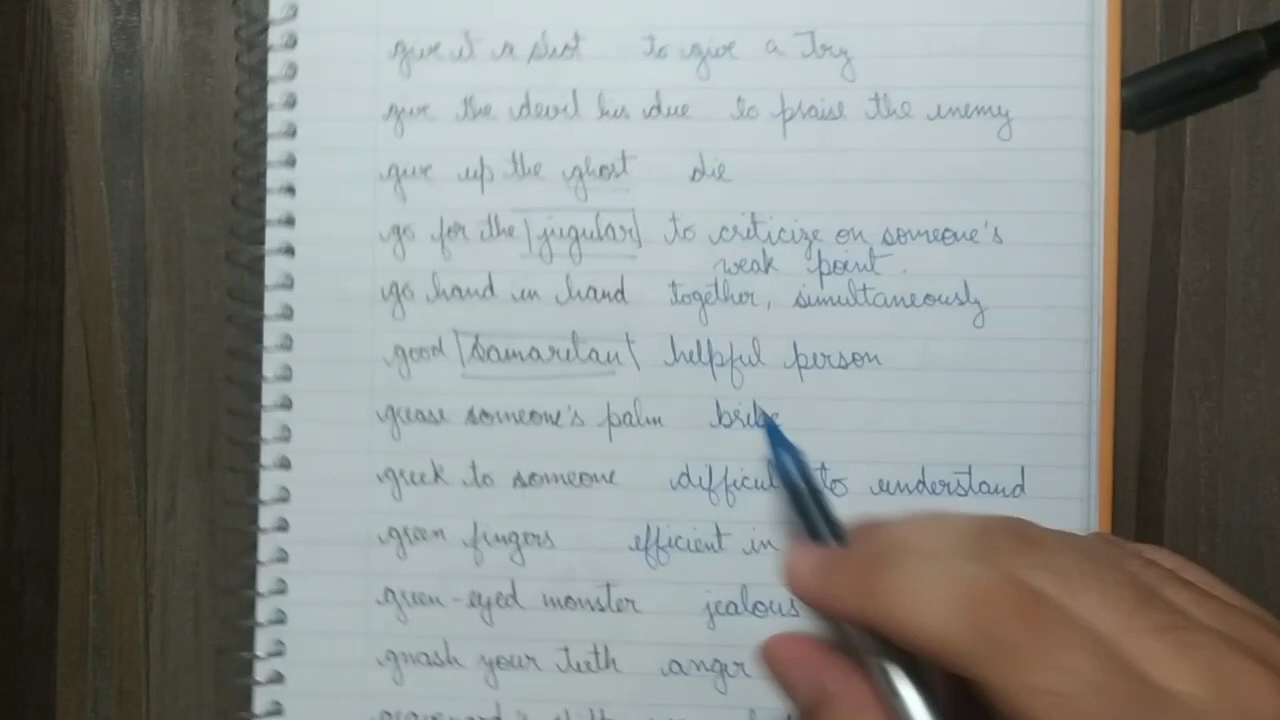 give it a shot to give a Try
give the devil his due to praise the enemy
give up the ghost die
go for the jugular to criticize on someone's
weak point.
go hand in hand together, simultaneously
good samaritan helpful person
grease someone's palm bribe
greek to someone difficult to understand
green fingers efficient in
green-eyed monster jealous
gnash your teeth anger